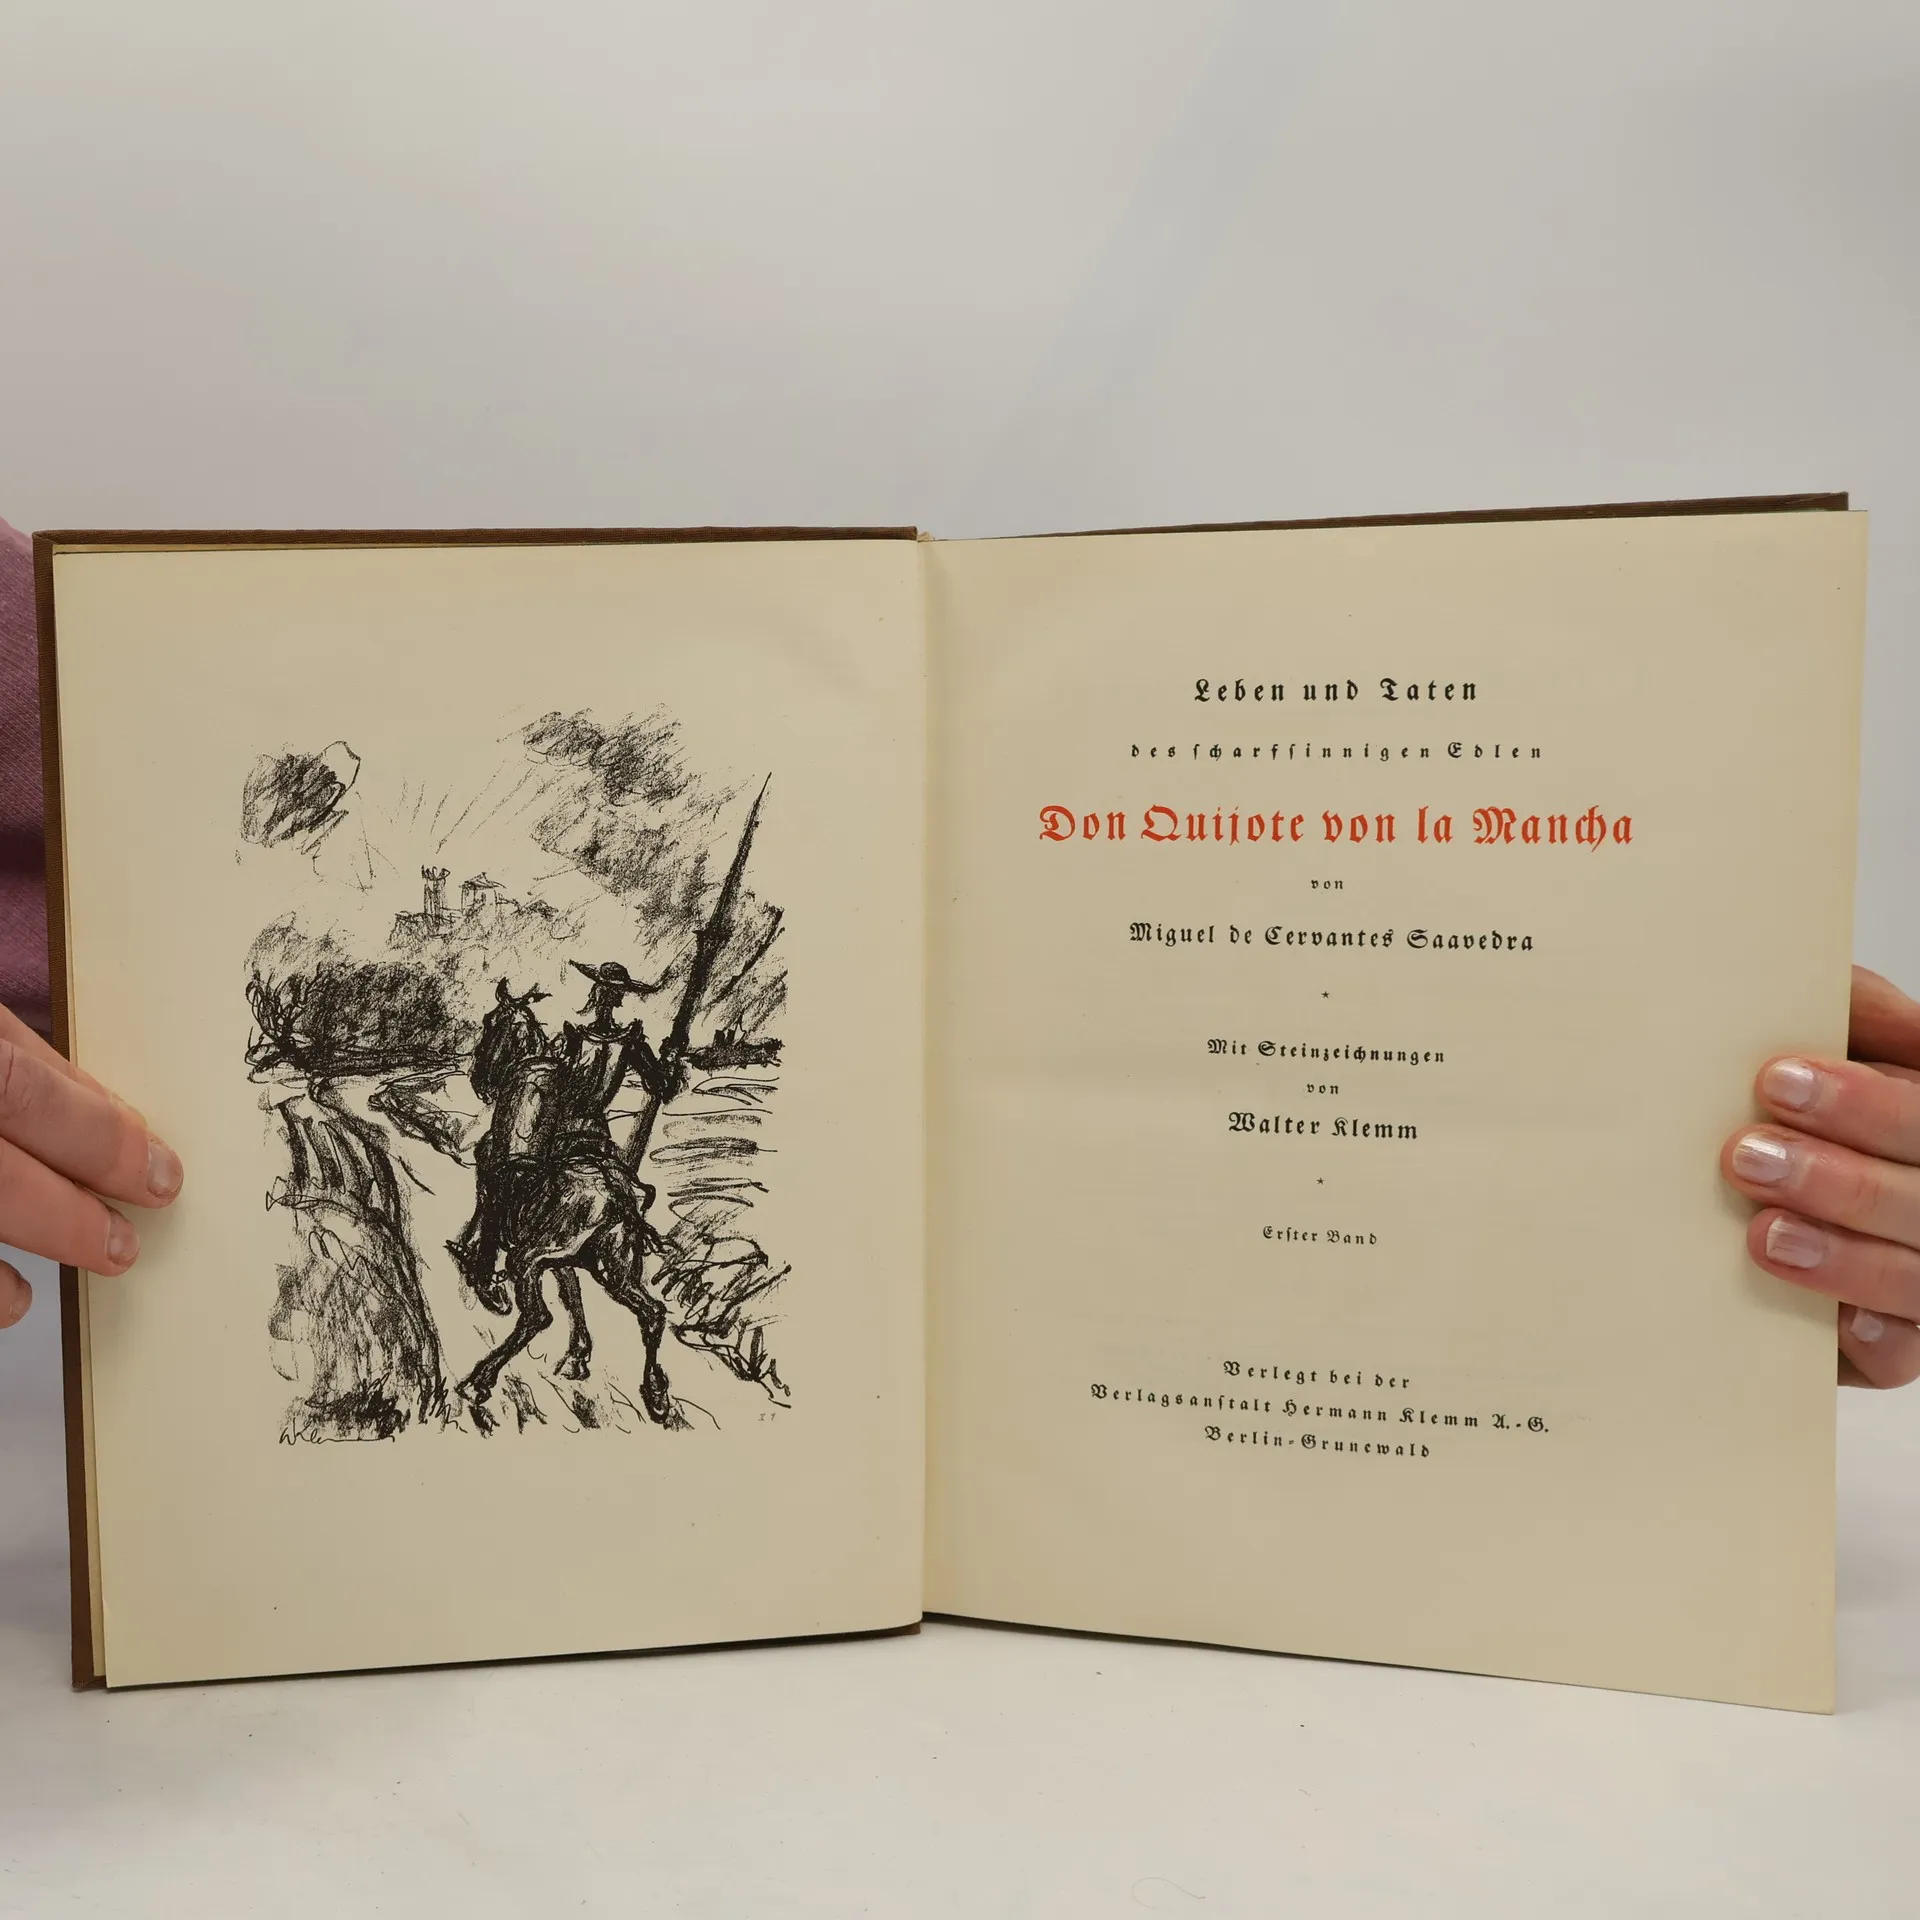 Leben und Taten
des ſcharfſinnigen Edlen
Don Quijote von la Mancha
von
Miguel de Cervantes Saavedra
*
Mit Steinzeichnungen
von
Walter Klemm
*
Erſter Band
Verlegt bei der
Verlagsanſtalt Hermann Klemm A.-G.
Berlin-Grunewald